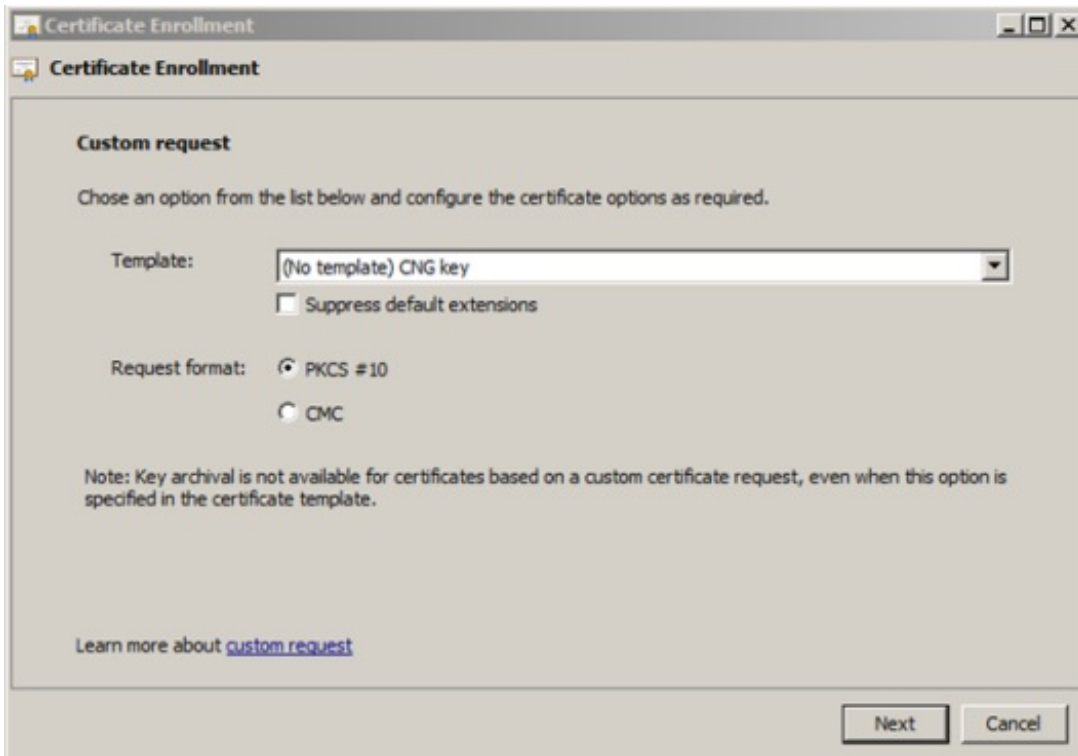 Certificate Enrollment
Certificate Enrollment
Custom request
Chose an option from the list below and configure the certificate options as required.
Template:
(No template) CNG key
Suppress default extensions
Request format:
PKCS #10
CMC
Note: Key archival is not available for certificates based on a custom certificate request, even when this option is
specified in the certificate template.
Learn more about custom request
Next
Cancel